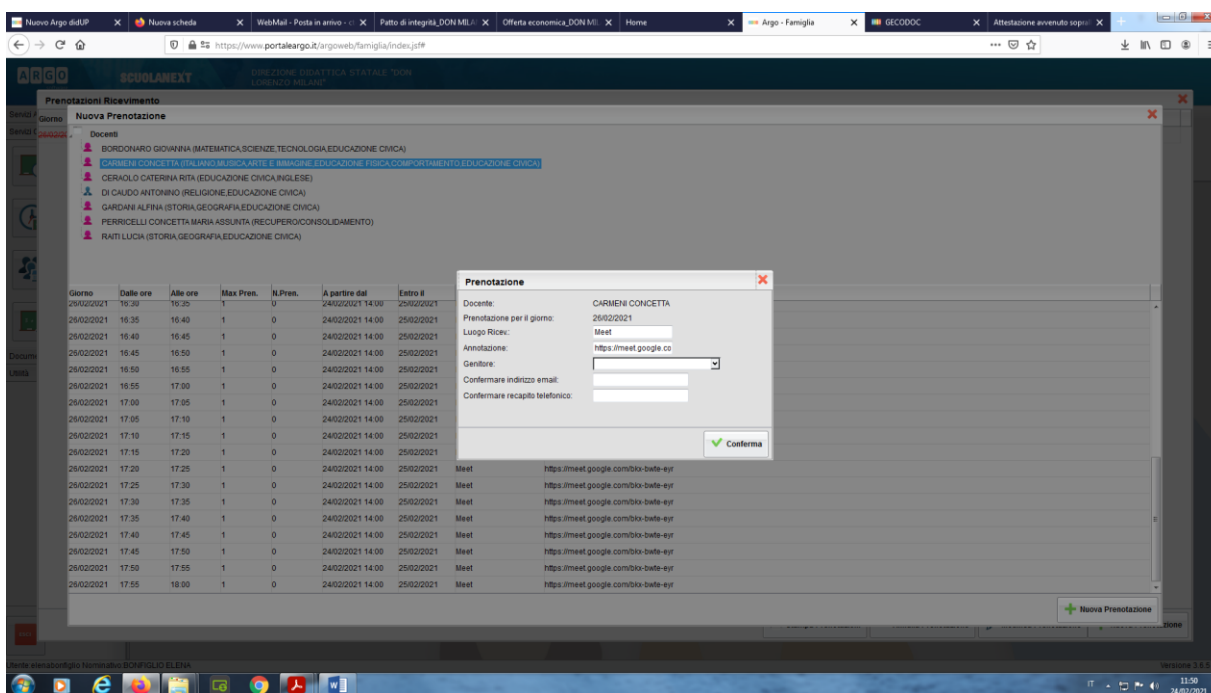 Nuovo Argo didUP
Nuova scheda
WebMail - Posta in arrivo - c
Patto di integrità_DON MILA
Offerta economica_DON MIL
Home
Argo - Famiglia
GECODOC
Attestazione avvenuto sopral
https://www.portaleargo.it/argoweb/famiglia/index.jsf#
ARGO SCUOLANEXT DIREZIONE DIDATTICA STATALE "DON
LORENZO MILANI"
Prenotazioni Ricevimento
Giorno
Nuova Prenotazione
Docenti
BORDONARO GIOVANNA (MATEMATICA,SCIENZE,TECNOLOGIA,EDUCAZIONE CIVICA)
CARMENI CONCETTA (ITALIANO,MUSICA,ARTE E IMMAGINE,EDUCAZIONE FISICA,COMPORTAMENTO,EDUCAZIONE CIVICA)
CERAOLO CATERINA RITA (EDUCAZIONE CIVICA,INGLESE)
DI CAUDO ANTONINO (RELIGIONE,EDUCAZIONE CIVICA)
GARDANI ALFINA (STORIA,GEOGRAFIA,EDUCAZIONE CIVICA)
PERRICELLI CONCETTA MARIA ASSUNTA (RECUPERO/CONSOLIDAMENTO)
RAITI LUCIA (STORIA,GEOGRAFIA,EDUCAZIONE CIVICA)
Giorno Dalle ore Alle ore Max Pren. N.Pren. A partire dal Entro il
26/02/2021 16:30 16:35 1 0 24/02/2021 14:00 25/02/2021
26/02/2021 16:35 16:40 1 0 24/02/2021 14:00 25/02/2021
26/02/2021 16:40 16:45 1 0 24/02/2021 14:00 25/02/2021
26/02/2021 16:45 16:50 1 0 24/02/2021 14:00 25/02/2021
26/02/2021 16:50 16:55 1 0 24/02/2021 14:00 25/02/2021
26/02/2021 16:55 17:00 1 0 24/02/2021 14:00 25/02/2021
26/02/2021 17:00 17:05 1 0 24/02/2021 14:00 25/02/2021
26/02/2021 17:05 17:10 1 0 24/02/2021 14:00 25/02/2021
26/02/2021 17:10 17:15 1 0 24/02/2021 14:00 25/02/2021
26/02/2021 17:15 17:20 1 0 24/02/2021 14:00 25/02/2021
26/02/2021 17:20 17:25 1 0 24/02/2021 14:00 25/02/2021 Meet https://meet.google.com/bkx-bwte-eyr
26/02/2021 17:25 17:30 1 0 24/02/2021 14:00 25/02/2021 Meet https://meet.google.com/bkx-bwte-eyr
26/02/2021 17:30 17:35 1 0 24/02/2021 14:00 25/02/2021 Meet https://meet.google.com/bkx-bwte-eyr
26/02/2021 17:35 17:40 1 0 24/02/2021 14:00 25/02/2021 Meet https://meet.google.com/bkx-bwte-eyr
26/02/2021 17:40 17:45 1 0 24/02/2021 14:00 25/02/2021 Meet https://meet.google.com/bkx-bwte-eyr
26/02/2021 17:45 17:50 1 0 24/02/2021 14:00 25/02/2021 Meet https://meet.google.com/bkx-bwte-eyr
26/02/2021 17:50 17:55 1 0 24/02/2021 14:00 25/02/2021 Meet https://meet.google.com/bkx-bwte-eyr
26/02/2021 17:55 18:00 1 0 24/02/2021 14:00 25/02/2021 Meet https://meet.google.com/bkx-bwte-eyr
Prenotazione
Docente: CARMENI CONCETTA
Prenotazione per il giorno: 26/02/2021
Luogo Ricev.: Meet
Annotazione: https://meet.google.co
Genitore:
Confermare indirizzo email:
Confermare recapito telefonico:
Conferma
Nuova Prenotazione
Utente elenabonfiglio Nominativo BONFIGLIO ELENA
Versione 3.6.5
IT
11:50
24/02/2021